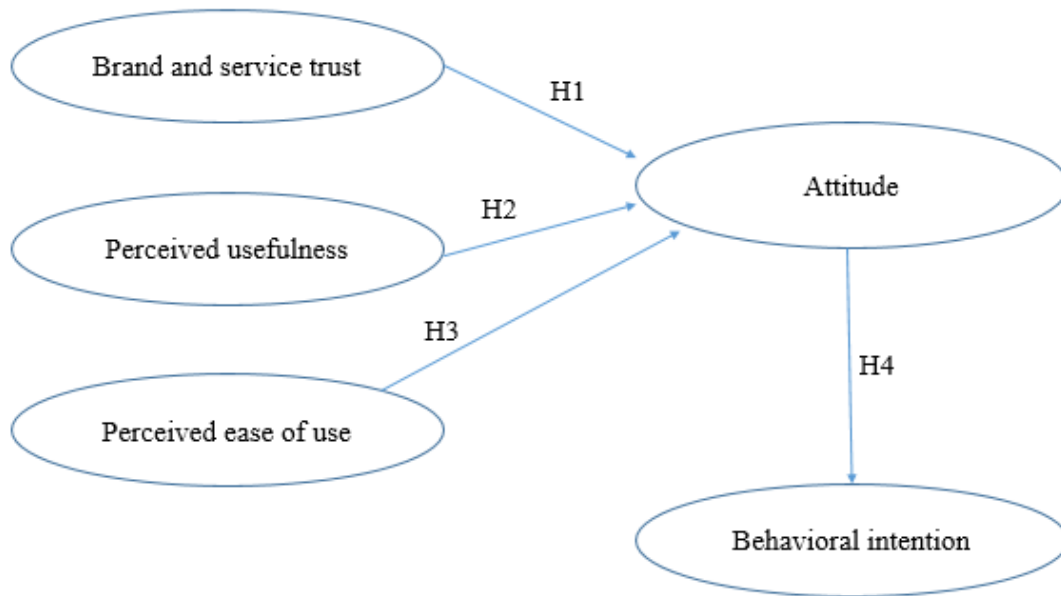 Brand and service trust
H1
Attitude
H2
Perceived usefulness
H3
H4
Perceived ease of use
Behavioral intention